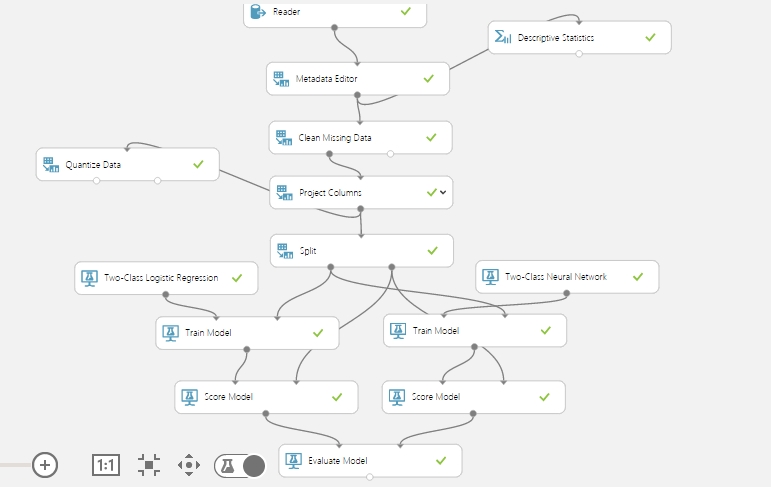 Reader
Descriptive Statistics
Metadata Editor
Clean Missing Data
Quantize Data
Project Columns
Split
Two-Class Logistic Regression
Two-Class Neural Network
Train Model
Train Model
Score Model
Score Model
Evaluate Model
1:1